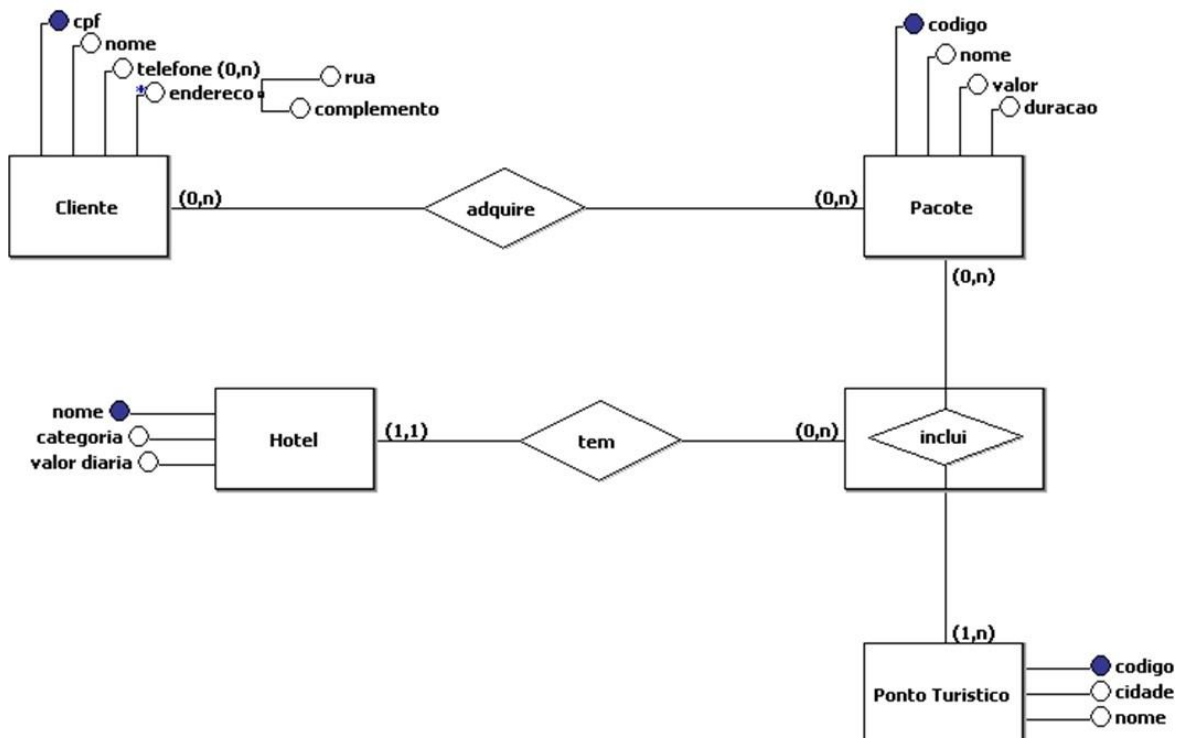 cpf
nome
telefone (0,n)
* endereco
rua
complemento
Cliente
(0,n)
adquire
(0,n)
codigo
nome
valor
duracao
Pacote
(0,n)
nome
categoria
valor diaria
Hotel
(1,1)
tem
(0,n)
inclui
(1,n)
Ponto Turistico
codigo
cidade
nome